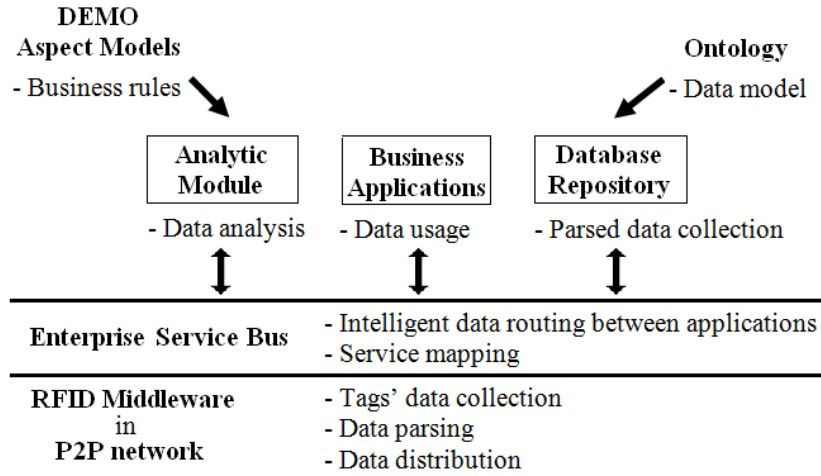 DEMO
Aspect Models
- Business rules
Ontology
- Data model
Analytic
Module
- Data analysis
Business
Applications
- Data usage
Database
Repository
- Parsed data collection
Enterprise Service Bus
- Intelligent data routing between applications
- Service mapping
RFID Middleware
in
P2P network
- Tags’ data collection
- Data parsing
- Data distribution